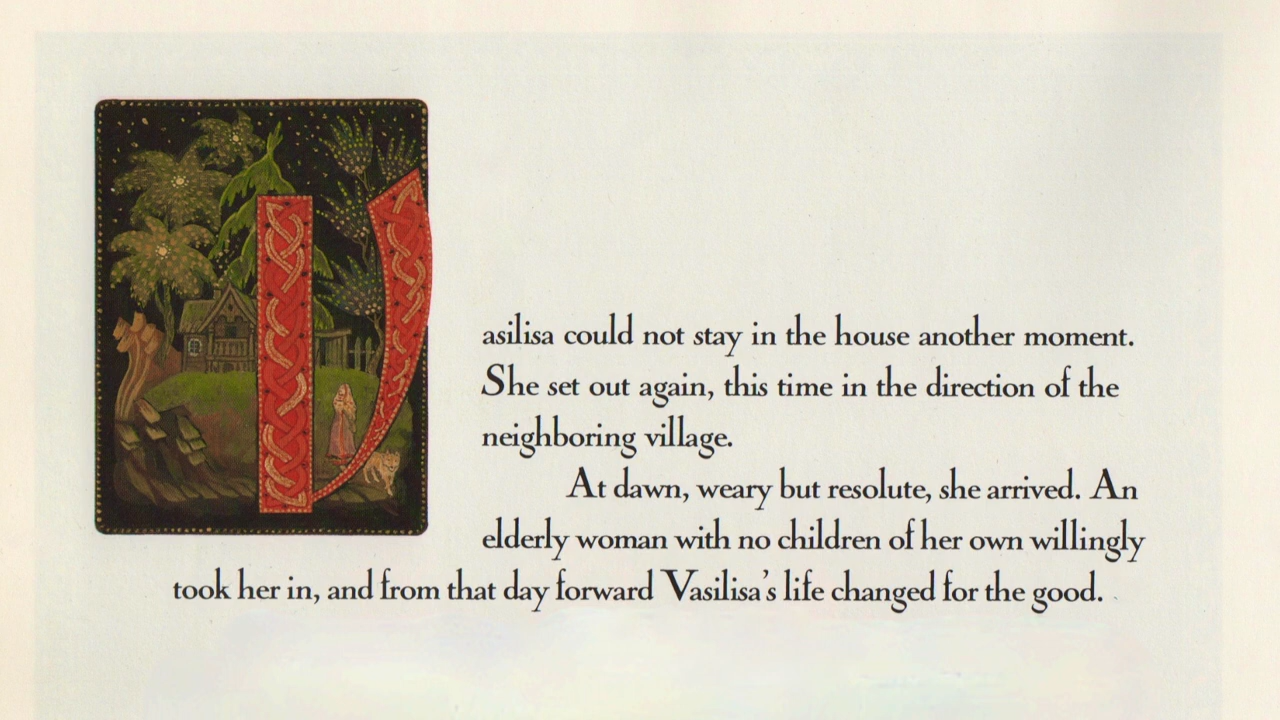 Vasilisa could not stay in the house another moment.
She set out again, this time in the direction of the
neighboring village.
At dawn, weary but resolute, she arrived. An
elderly woman with no children of her own willingly
took her in, and from that day forward Vasilisa's life changed for the good.